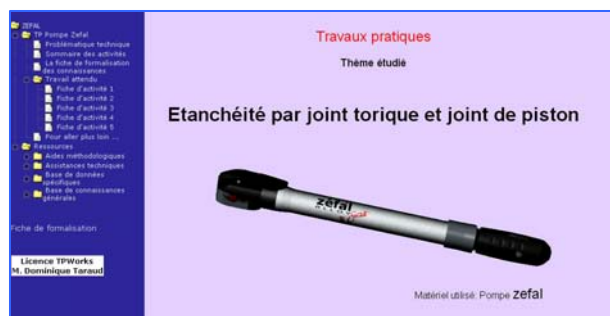 ZEFAL
TP Pompe Zefal
Problématique technique
Sommaire des activités
La fiche de formalisation
des connaissances
Travail attendu
Fiche d'activité 1
Fiche d'activité 2
Fiche d'activité 3
Fiche d'activité 4
Fiche d'activité 5
Pour aller plus loin ...
Ressources
Aides méthodologiques
Assistances techniques
Base de données
spécifiques
Base de connaissances
générales
Fiche de formalisation
Licence TPWorks
M. Dominique Taraud
Travaux pratiques
Thème étudié
Etanchéité par joint torique et joint de piston
zéfal
Matériel utilisé: Pompe zefal